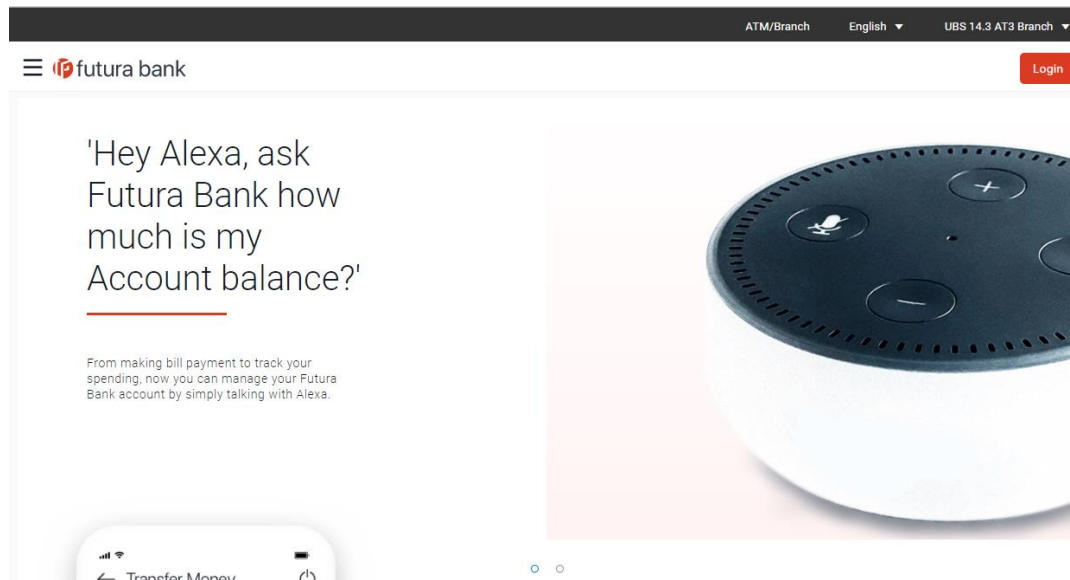 ATM/Branch English UBS 14.3 AT3 Branch
futura bank Login
'Hey Alexa, ask
Futura Bank how
much is my
Account balance?'
From making bill payment to track your
spending, now you can manage your Futura
Bank account by simply talking with Alexa.
Transfer Money